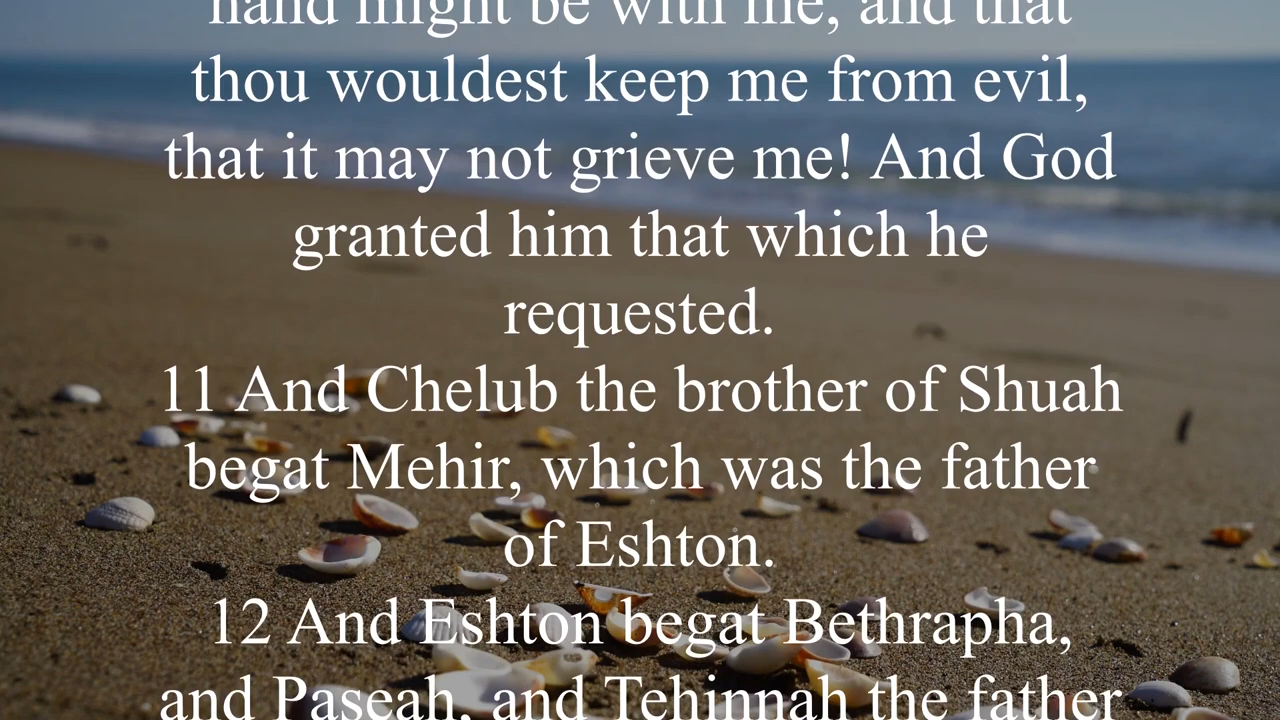 hand might be with me, and that
thou wouldest keep me from evil,
that it may not grieve me! And God
granted him that which he
requested.
11 And Chelub the brother of Shuah
begat Mehir, which was the father
of Eshton.
12 And Eshton begat Bethrapha,
and Paseah, and Tehinnah the father